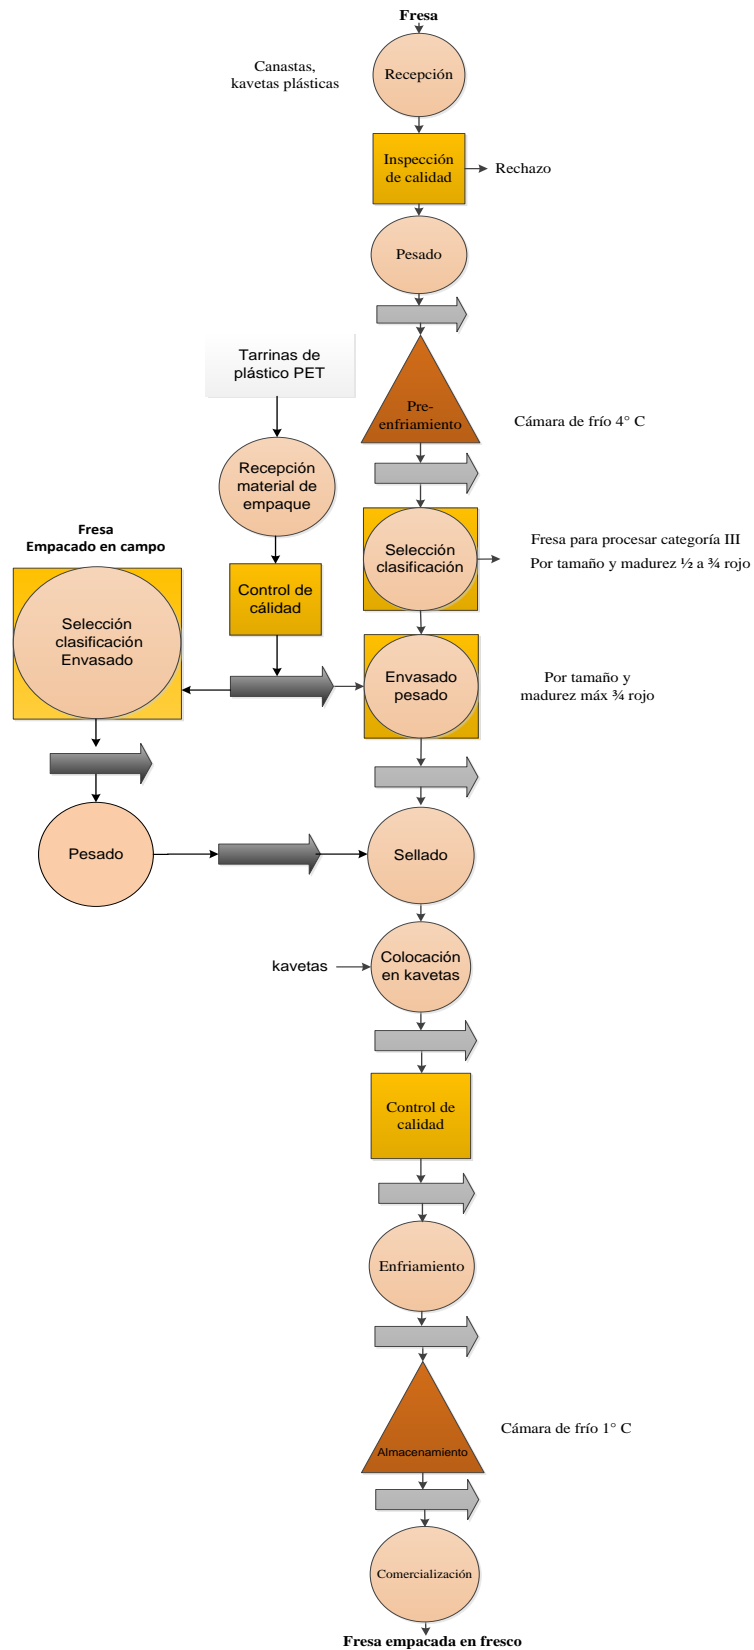 Fresa
Canastas,
kavetas plásticas
Recepción
Inspección
de calidad
Rechazo
Pesado
Tarrinas de
plástico PET
Pre-
enfriamiento
Cámara de frío 4° C
Recepción
material de
empaque
Fresa
Empacado en campo
Selección
clasificación
Fresa para procesar categoría III
Por tamaño y madurez ½ a ¾ rojo
Control de
cálidad
Selección
clasificación
Envasado
Envasado
pesado
Por tamaño y
madurez máx ¾ rojo
Pesado
Sellado
kavetas
Colocación
en kavetas
Control de
calidad
Enfriamiento
Almacenamiento
Cámara de frío 1° C
Comercialización
Fresa empacada en fresco